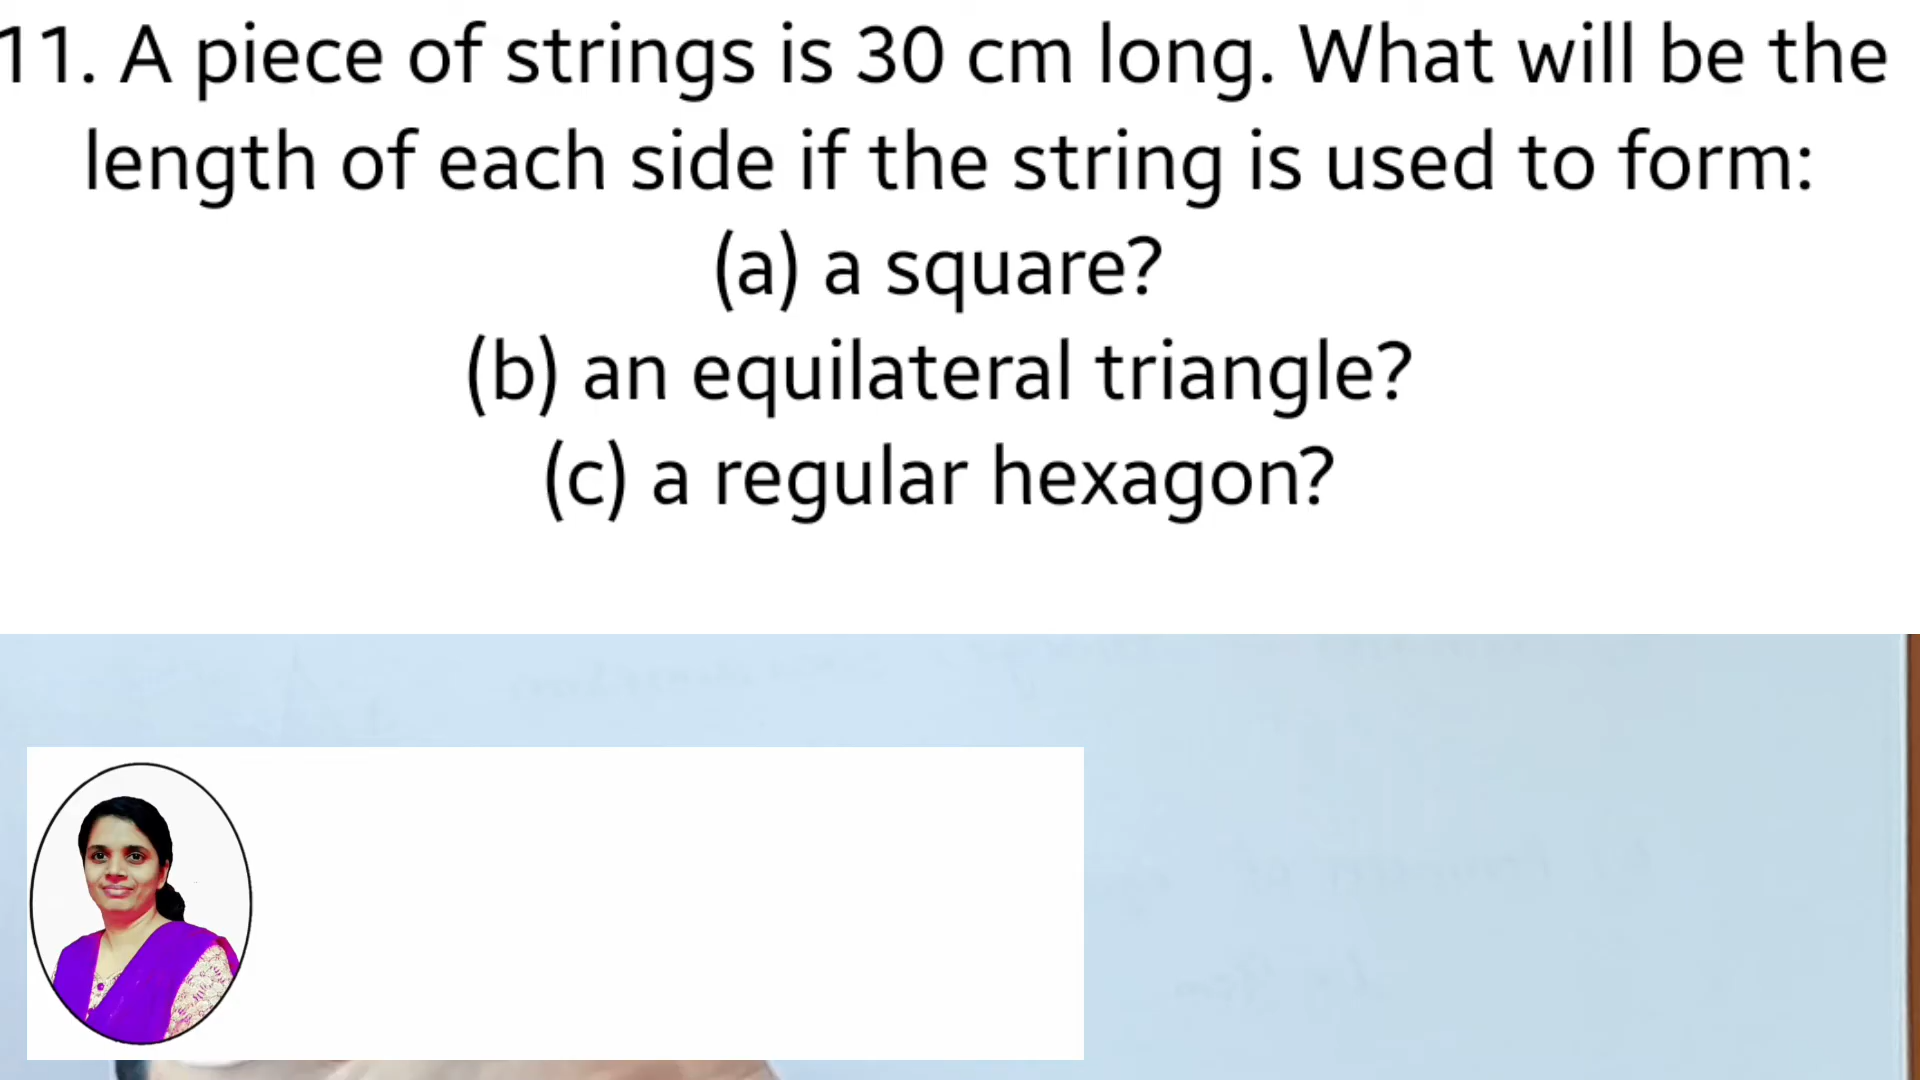 11. A piece of strings is 30 cm long. What will be the
length of each side if the string is used to form:
(a) a square?
(b) an equilateral triangle?
(c) a regular hexagon?